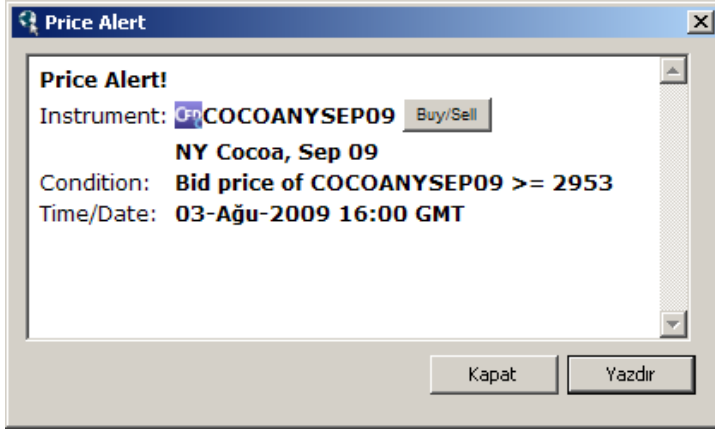 Price Alert
Price Alert!
Instrument: CFD COCOANYSEP09 Buy/Sell
NY Cocoa, Sep 09
Condition: Bid price of COCOANYSEP09 >= 2953
Time/Date: 03-Ağu-2009 16:00 GMT
Kapat Yazdır